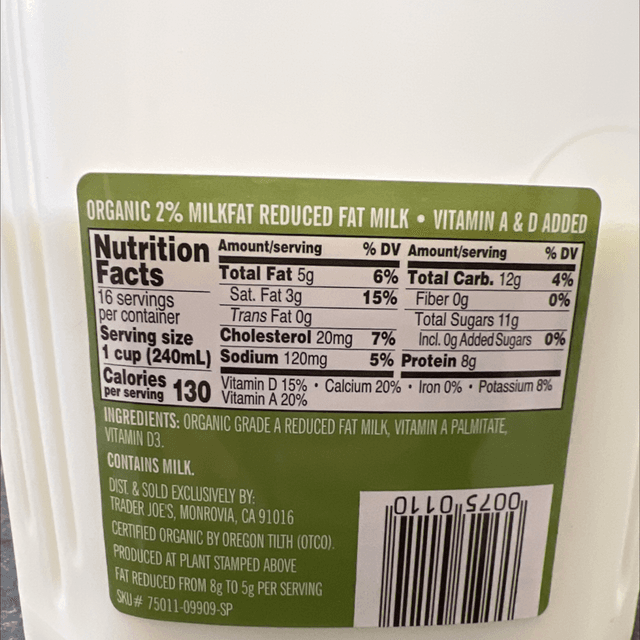 ORGANIC 2% MILKFAT REDUCED FAT MILK • VITAMIN A & D ADDED
Nutrition
Facts
16 servings
per container
Serving size
1 cup (240mL)
Calories
per serving 130
Amount/serving % DV
Total Fat 5g 6%
Sat. Fat 3g 15%
Trans Fat 0g
Cholesterol 20mg 7%
Sodium 120mg 5%
Amount/serving % DV
Total Carb. 12g 4%
Fiber 0g 0%
Total Sugars 11g
Incl. 0g Added Sugars 0%
Protein 8g
Vitamin D 15% • Calcium 20% • Iron 0% • Potassium 8%
Vitamin A 20%
INGREDIENTS: ORGANIC GRADE A REDUCED FAT MILK, VITAMIN A PALMITATE,
VITAMIN D3.
CONTAINS MILK.
DIST. & SOLD EXCLUSIVELY BY:
TRADER JOE'S, MONROVIA, CA 91016
CERTIFIED ORGANIC BY OREGON TILTH (OTCO).
PRODUCED AT PLANT STAMPED ABOVE
FAT REDUCED FROM 8g TO 5g PER SERVING
SKU# 75011-09909-SP
0075 0110